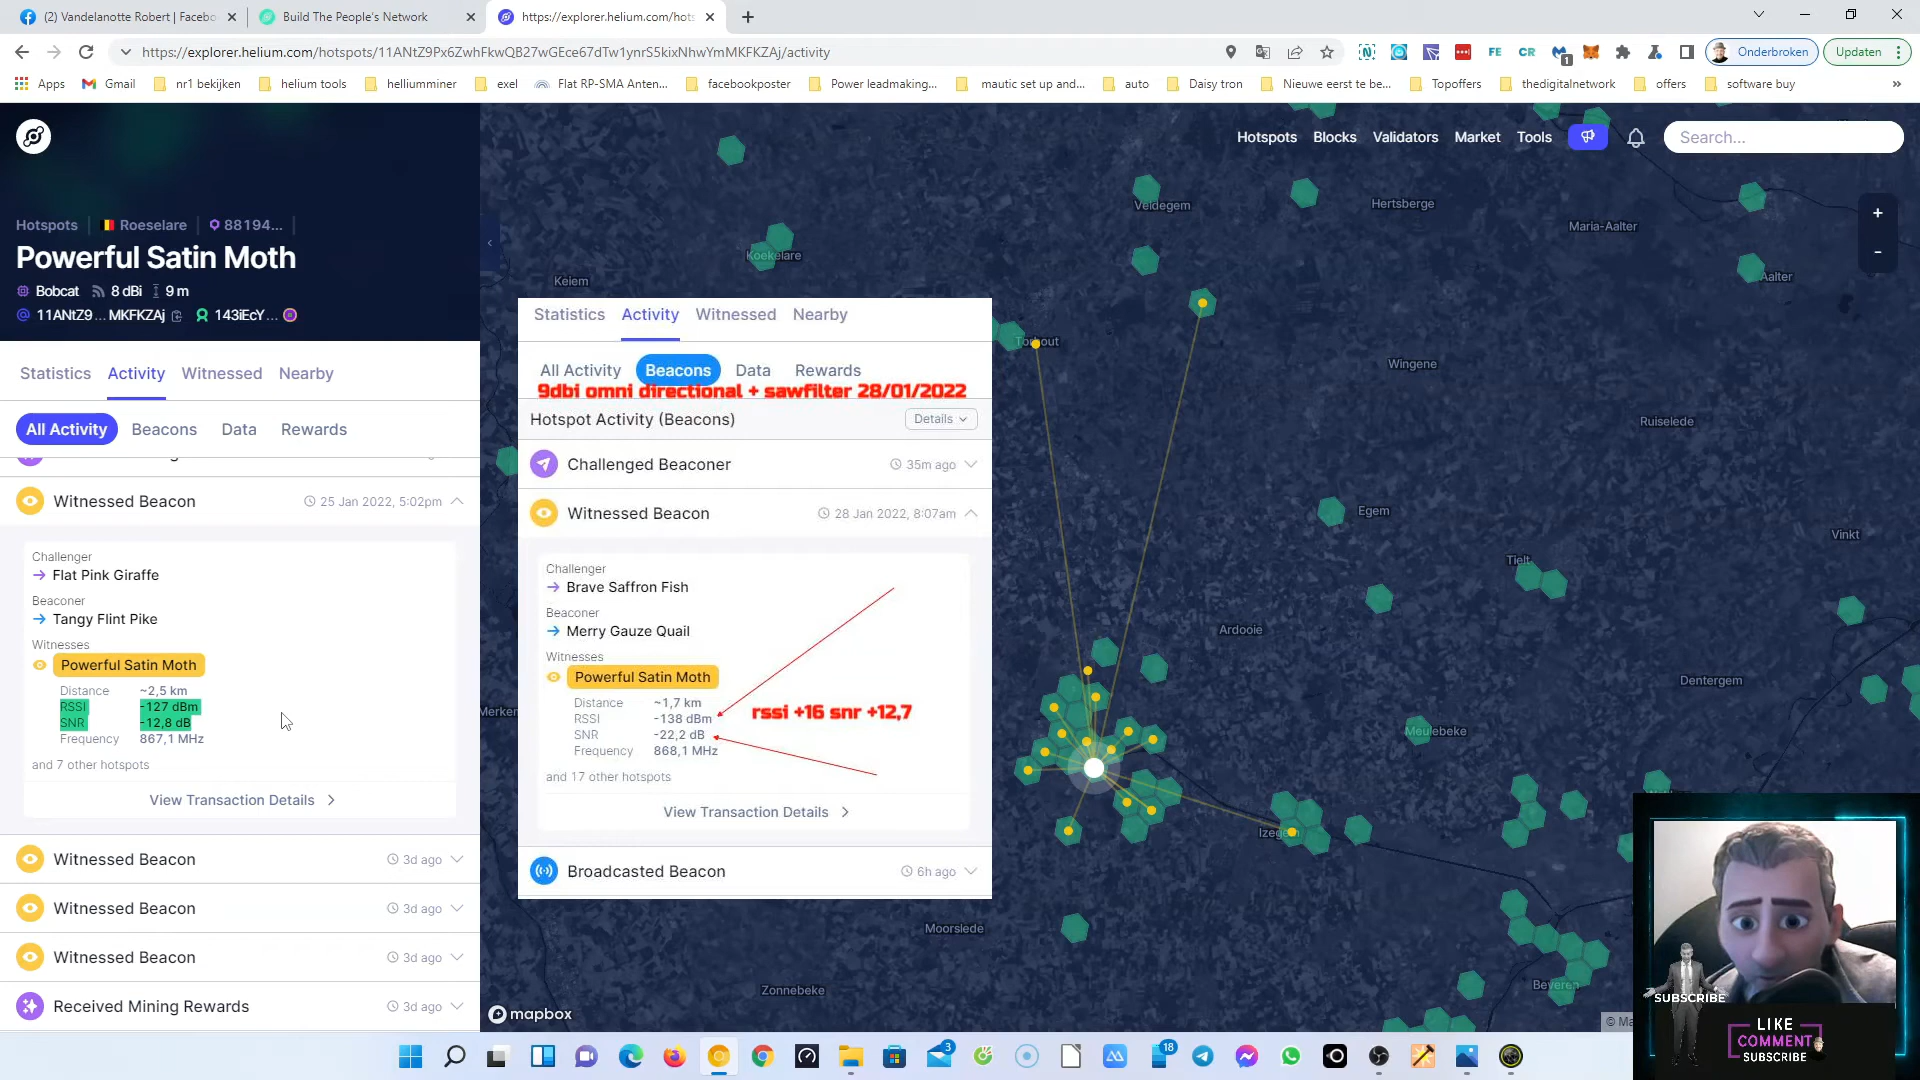 (2) Vandelanotte Robert | Facebo
Build The People's Network
https://explorer.helium.com/hots
https://explorer.helium.com/hotspots/11ANtZ9Px6ZwhFkwQB27wGEce67dTw1ynrS5kixNhwYmMKFKZAj/activity
FE
CR
1
Onderbroken
Updaten
Apps
Gmail
nr1 bekijken
helium tools
helliumminer
exel
Flat RP-SMA Anten...
facebookposter
Power leadmaking...
mautic set up and...
auto
Daisy tron
Nieuwe eerst te be...
Topoffers
thedigitalnetwork
offers
software buy
»
Hotspots
Blocks
Validators
Market
Tools
Search...
Hotspots
Roeselare
88194...
Powerful Satin Moth
Bobcat
8 dBi
9 m
11ANtZ9 ... MKFKZAj
143iEcY ...
Statistics
Activity
Witnessed
Nearby
All Activity
Beacons
Data
Rewards
Witnessed Beacon
25 Jan 2022, 5:02pm
Challenger
Flat Pink Giraffe
Beaconer
Tangy Flint Pike
Witnesses
Powerful Satin Moth
Distance ~2,5 km
RSSI -127 dBm
SNR -12,8 dB
Frequency 867,1 MHz
and 7 other hotspots
View Transaction Details
Witnessed Beacon
3d ago
Witnessed Beacon
3d ago
Witnessed Beacon
3d ago
Received Mining Rewards
3d ago
Statistics
Activity
Witnessed
Nearby
All Activity
Beacons
Data
Rewards
9dbi omni directional + sawfilter 28/01/2022
Hotspot Activity (Beacons)
Details
Challenged Beaconer
35m ago
Witnessed Beacon
28 Jan 2022, 8:07am
Challenger
Brave Saffron Fish
Beaconer
Merry Gauze Quail
Witnesses
Powerful Satin Moth
Distance ~1,7 km
RSSI -138 dBm
SNR -22,2 dB
Frequency 868,1 MHz
rssi +16 snr +12,7
and 17 other hotspots
View Transaction Details
Broadcasted Beacon
6h ago
Veldegem
Hertsberge
Maria-Aalter
Koekelare
Keiem
Aalter
Torhout
Wingene
Ruiselede
Egem
Vinkt
Tielt
Ardooie
Dentergem
Merken
Meulebeke
Izegem
Moorslede
Zonnebeke
Beveren
mapbox
© Ma
SUBSCRIBE
LIKE
COMMENT
SUBSCRIBE
3
18